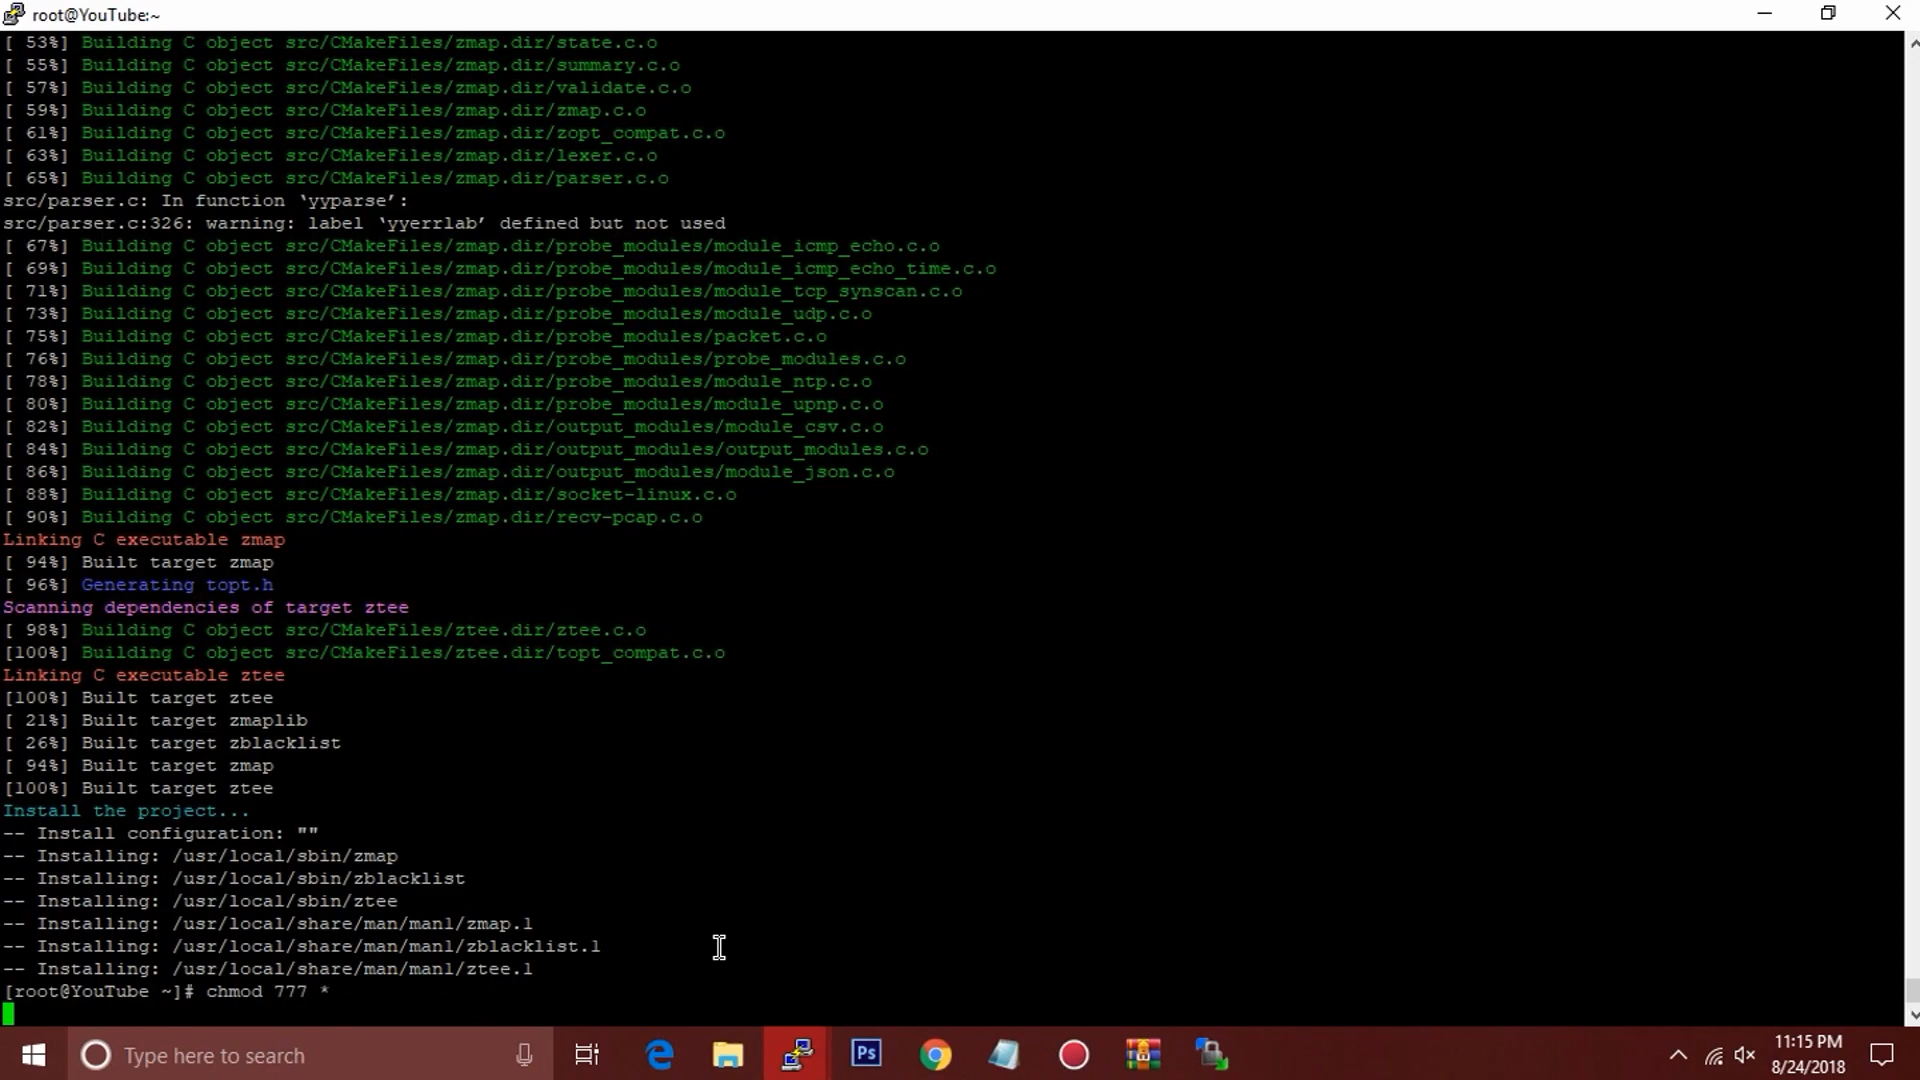 root@YouTube:~
[ 53%] Building C object src/CMakeFiles/zmap.dir/state.c.o
[ 55%] Building C object src/CMakeFiles/zmap.dir/summary.c.o
[ 57%] Building C object src/CMakeFiles/zmap.dir/validate.c.o
[ 59%] Building C object src/CMakeFiles/zmap.dir/zmap.c.o
[ 61%] Building C object src/CMakeFiles/zmap.dir/zopt_compat.c.o
[ 63%] Building C object src/CMakeFiles/zmap.dir/lexer.c.o
[ 65%] Building C object src/CMakeFiles/zmap.dir/parser.c.o
src/parser.c: In function ‘yyparse’:
src/parser.c:326: warning: label ‘yyerrlab’ defined but not used
[ 67%] Building C object src/CMakeFiles/zmap.dir/probe_modules/module_icmp_echo.c.o
[ 69%] Building C object src/CMakeFiles/zmap.dir/probe_modules/module_icmp_echo_time.c.o
[ 71%] Building C object src/CMakeFiles/zmap.dir/probe_modules/module_tcp_synscan.c.o
[ 73%] Building C object src/CMakeFiles/zmap.dir/probe_modules/module_udp.c.o
[ 75%] Building C object src/CMakeFiles/zmap.dir/probe_modules/packet.c.o
[ 76%] Building C object src/CMakeFiles/zmap.dir/probe_modules/probe_modules.c.o
[ 78%] Building C object src/CMakeFiles/zmap.dir/probe_modules/module_ntp.c.o
[ 80%] Building C object src/CMakeFiles/zmap.dir/probe_modules/module_upnp.c.o
[ 82%] Building C object src/CMakeFiles/zmap.dir/output_modules/module_csv.c.o
[ 84%] Building C object src/CMakeFiles/zmap.dir/output_modules/output_modules.c.o
[ 86%] Building C object src/CMakeFiles/zmap.dir/output_modules/module_json.c.o
[ 88%] Building C object src/CMakeFiles/zmap.dir/socket-linux.c.o
[ 90%] Building C object src/CMakeFiles/zmap.dir/recv-pcap.c.o
Linking C executable zmap
[ 94%] Built target zmap
[ 96%] Generating topt.h
Scanning dependencies of target ztee
[ 98%] Building C object src/CMakeFiles/ztee.dir/ztee.c.o
[100%] Building C object src/CMakeFiles/ztee.dir/topt_compat.c.o
Linking C executable ztee
[100%] Built target ztee
[ 21%] Built target zmaplib
[ 26%] Built target zblacklist
[ 94%] Built target zmap
[100%] Built target ztee
Install the project...
-- Install configuration: ""
-- Installing: /usr/local/sbin/zmap
-- Installing: /usr/local/sbin/zblacklist
-- Installing: /usr/local/sbin/ztee
-- Installing: /usr/local/share/man/man1/zmap.1
-- Installing: /usr/local/share/man/man1/zblacklist.1
-- Installing: /usr/local/share/man/man1/ztee.1
[root@YouTube ~]# chmod 777 *
Type here to search
Ps
11:15 PM
8/24/2018